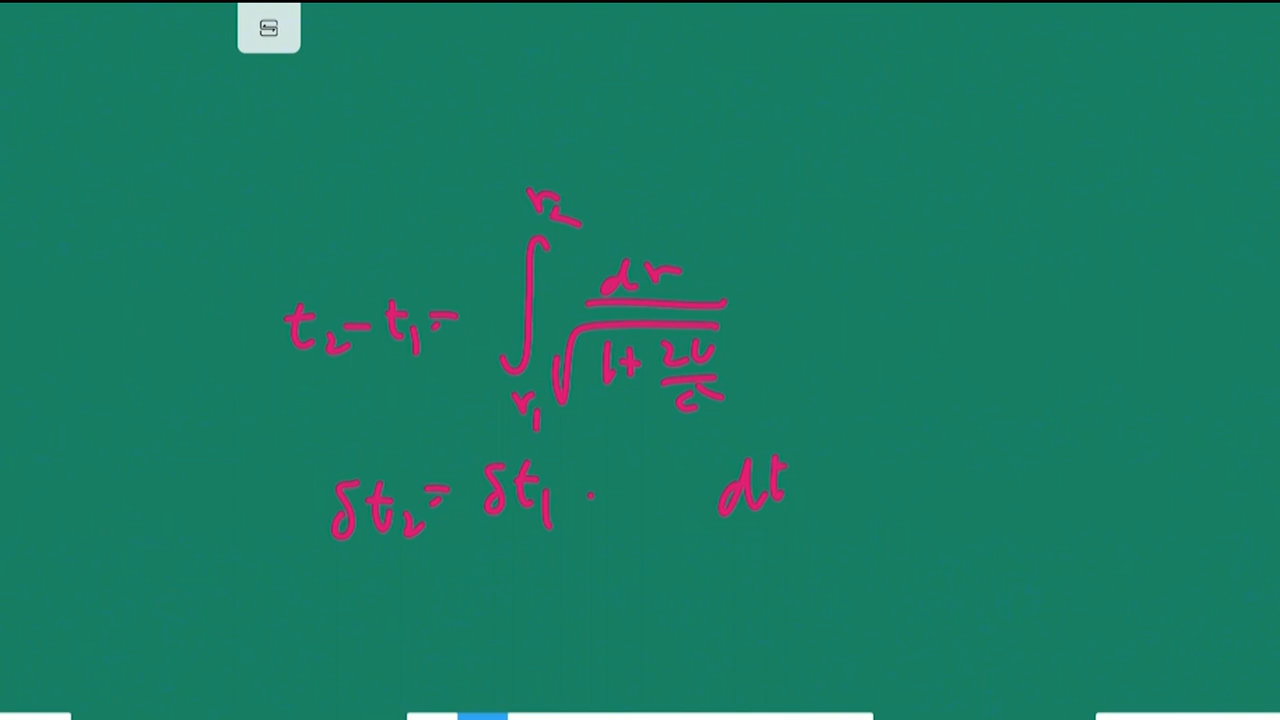 t₂ - t₁ = ∫_{r₁}^{r₂} dr / √(1 + 2U/c²)
δt₂ = δt₁ . dt